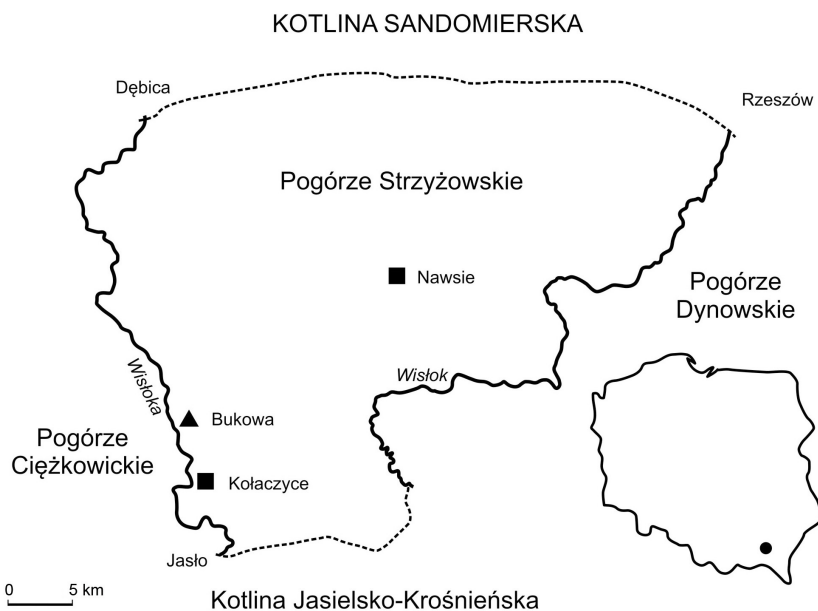 KOTLINA SANDOMIERSKA
Dębica
Rzeszów
Pogórze Strzyżowskie
Nawsie
Pogórze
Dynowskie
Wisłoka
Wisłok
Bukowa
Pogórze
Ciężkowickie
Kołaczyce
Jasło
0 5 km
Kotlina Jasielsko-Krośnieńska